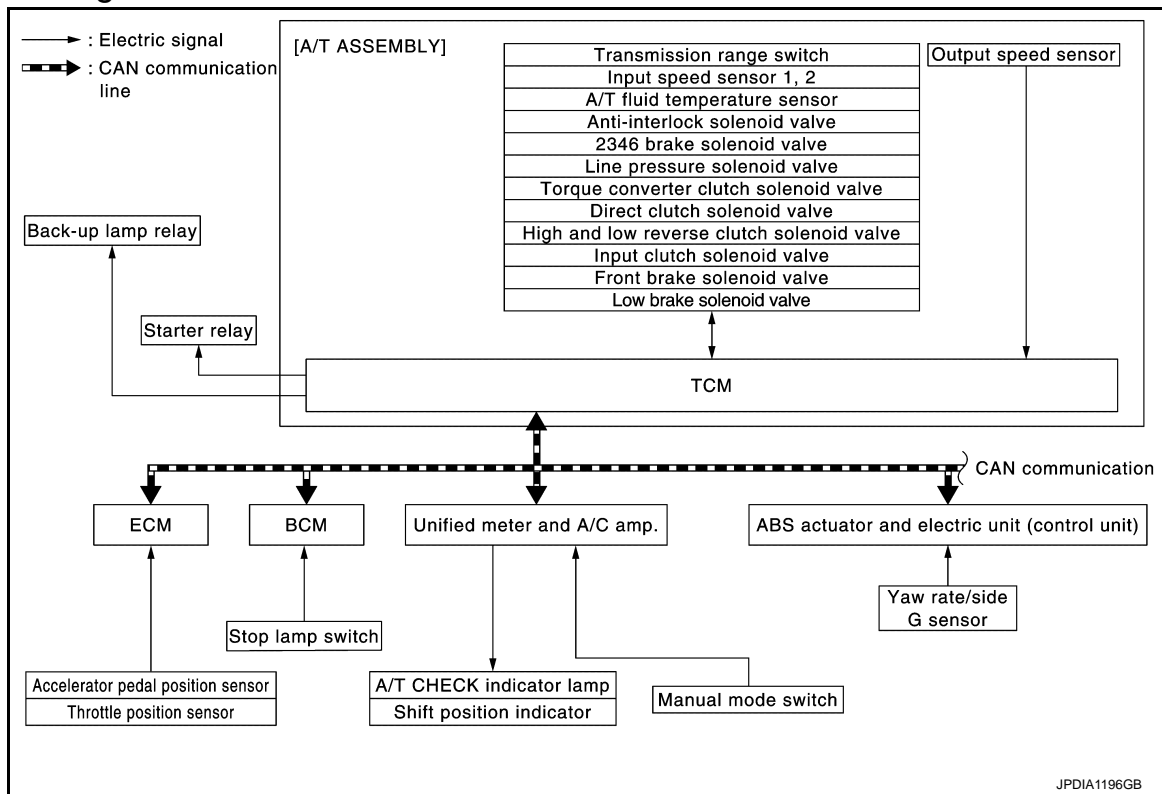 : Electric signal
: CAN communication
line
[A/T ASSEMBLY]
Transmission range switch
Input speed sensor 1, 2
A/T fluid temperature sensor
Anti-interlock solenoid valve
2346 brake solenoid valve
Line pressure solenoid valve
Torque converter clutch solenoid valve
Direct clutch solenoid valve
High and low reverse clutch solenoid valve
Input clutch solenoid valve
Front brake solenoid valve
Low brake solenoid valve
Output speed sensor
Back-up lamp relay
Starter relay
TCM
CAN communication
ECM
BCM
Unified meter and A/C amp.
ABS actuator and electric unit (control unit)
Yaw rate/side
G sensor
Stop lamp switch
Accelerator pedal position sensor
Throttle position sensor
A/T CHECK indicator lamp
Shift position indicator
Manual mode switch
JPDIA1196GB